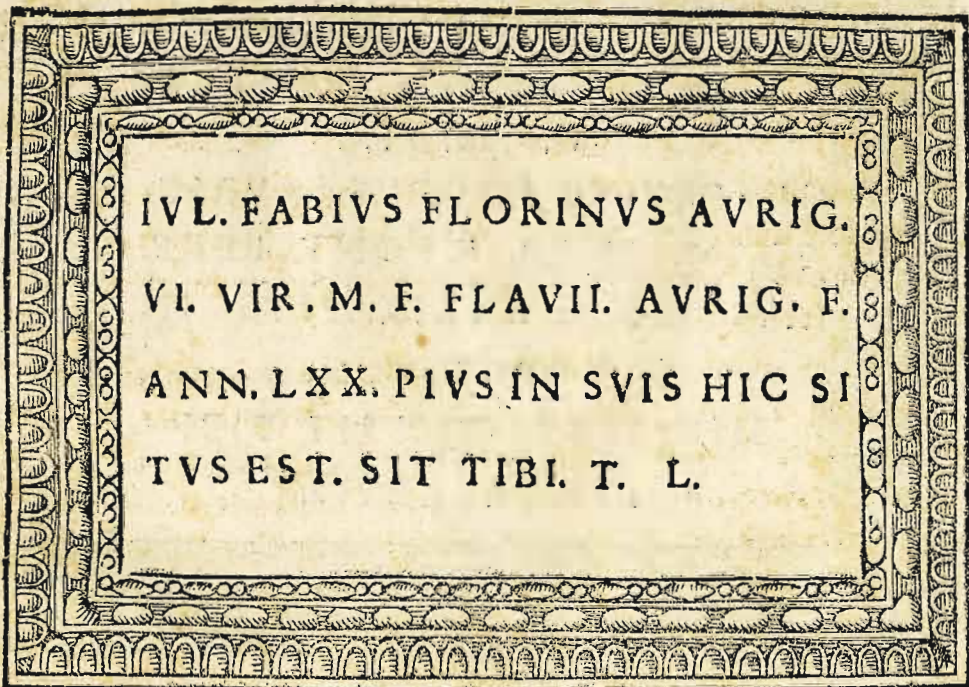 IVL. FABIVS FLORINVS AVRIG.
VI. VIR. M. F. FLAVII. AVRIG. F.
ANN. LXX. PIVS IN SVIS HIC SI
TVS EST. SIT TIBI. T. L.